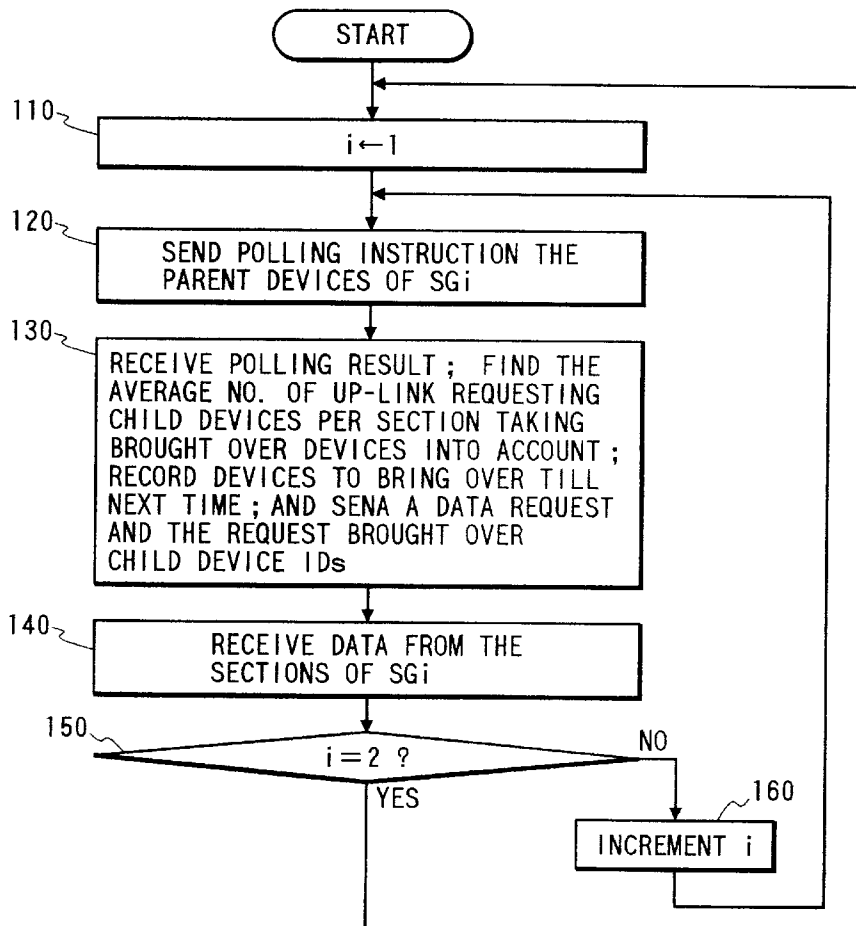 START
110
i←1
120
SEND POLLING INSTRUCTION THE
PARENT DEVICES OF SGi
130
RECEIVE POLLING RESULT ; FIND THE
AVERAGE NO. OF UP-LINK REQUESTING
CHILD DEVICES PER SECTION TAKING
BROUGHT OVER DEVICES INTO ACCOUNT ;
RECORD DEVICES TO BRING OVER TILL
NEXT TIME ; AND SENA A DATA REQUEST
AND THE REQUEST BROUGHT OVER
CHILD DEVICE IDs
140
RECEIVE DATA FROM THE
SECTIONS OF SGi
150
i=2 ?
NO
YES
160
INCREMENT i